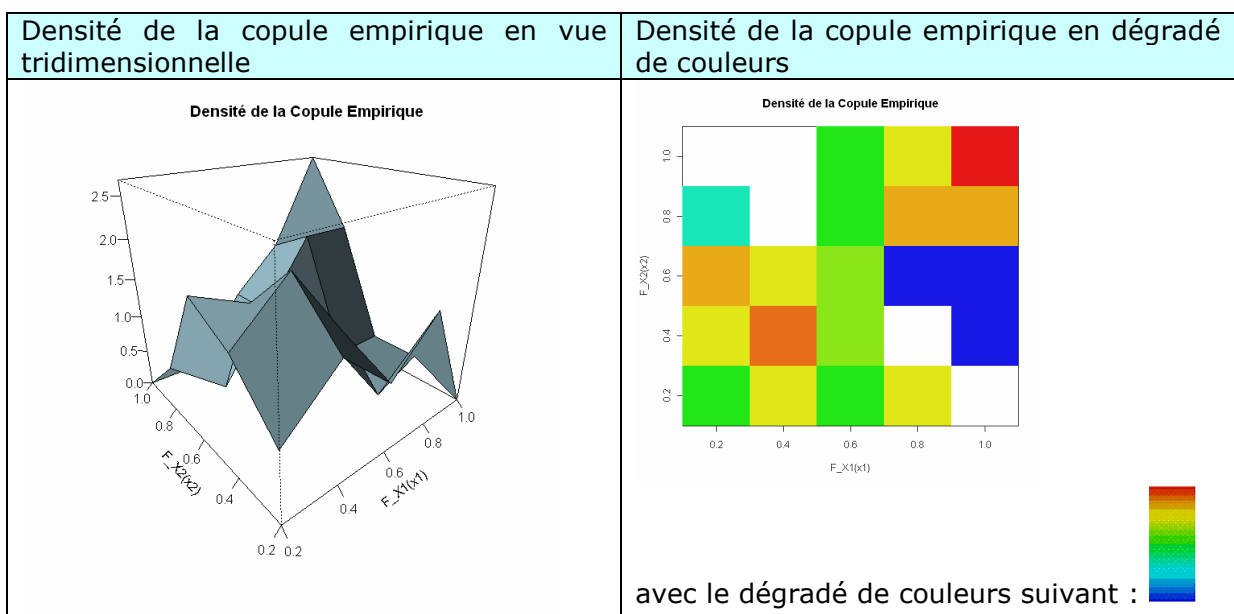 Densité de la copule empirique en vue
tridimensionnelle
Densité de la copule empirique en dégradé
de couleurs
Densité de la Copule Empirique
2.5
2.0
1.5
1.0
0.5
0.0
1.0
0.8
0.6
0.4
0.2
F_X2(x2)
0.2
0.4
0.6
0.8
1.0
F_X1(x1)
Densité de la Copule Empirique
1.0
0.8
0.6
0.4
0.2
F_X2(x2)
0.2 0.4 0.6 0.8 1.0
F_X1(x1)
avec le dégradé de couleurs suivant :